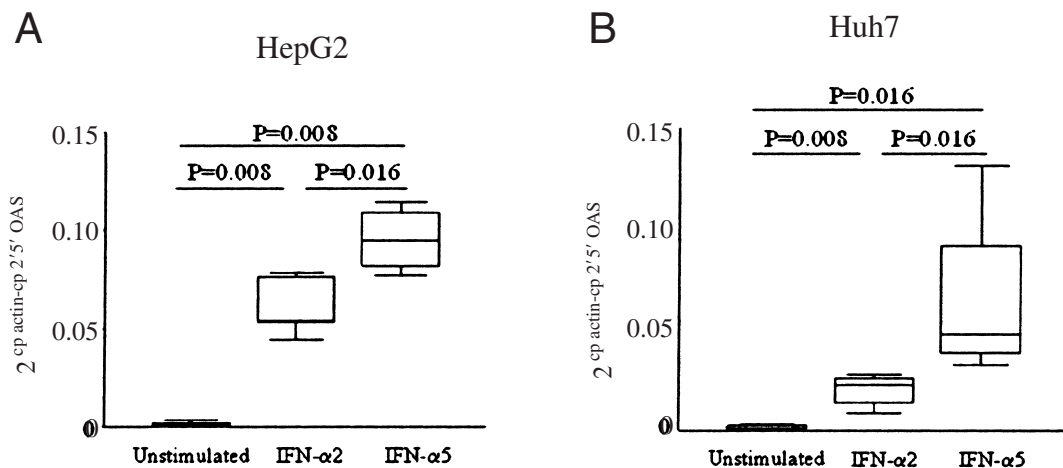 A
HepG2
0.15
0.10
0.05
0
2 cp actin-cp 2′5′ OAS
P=0.008
P=0.008
P=0.016
Unstimulated IFN-α2 IFN-α5
B
Huh7
0.15
0.10
0.05
0
2 cp actin-cp 2′5′ OAS
P=0.016
P=0.008
P=0.016
Unstimulated IFN-α2 IFN-α5